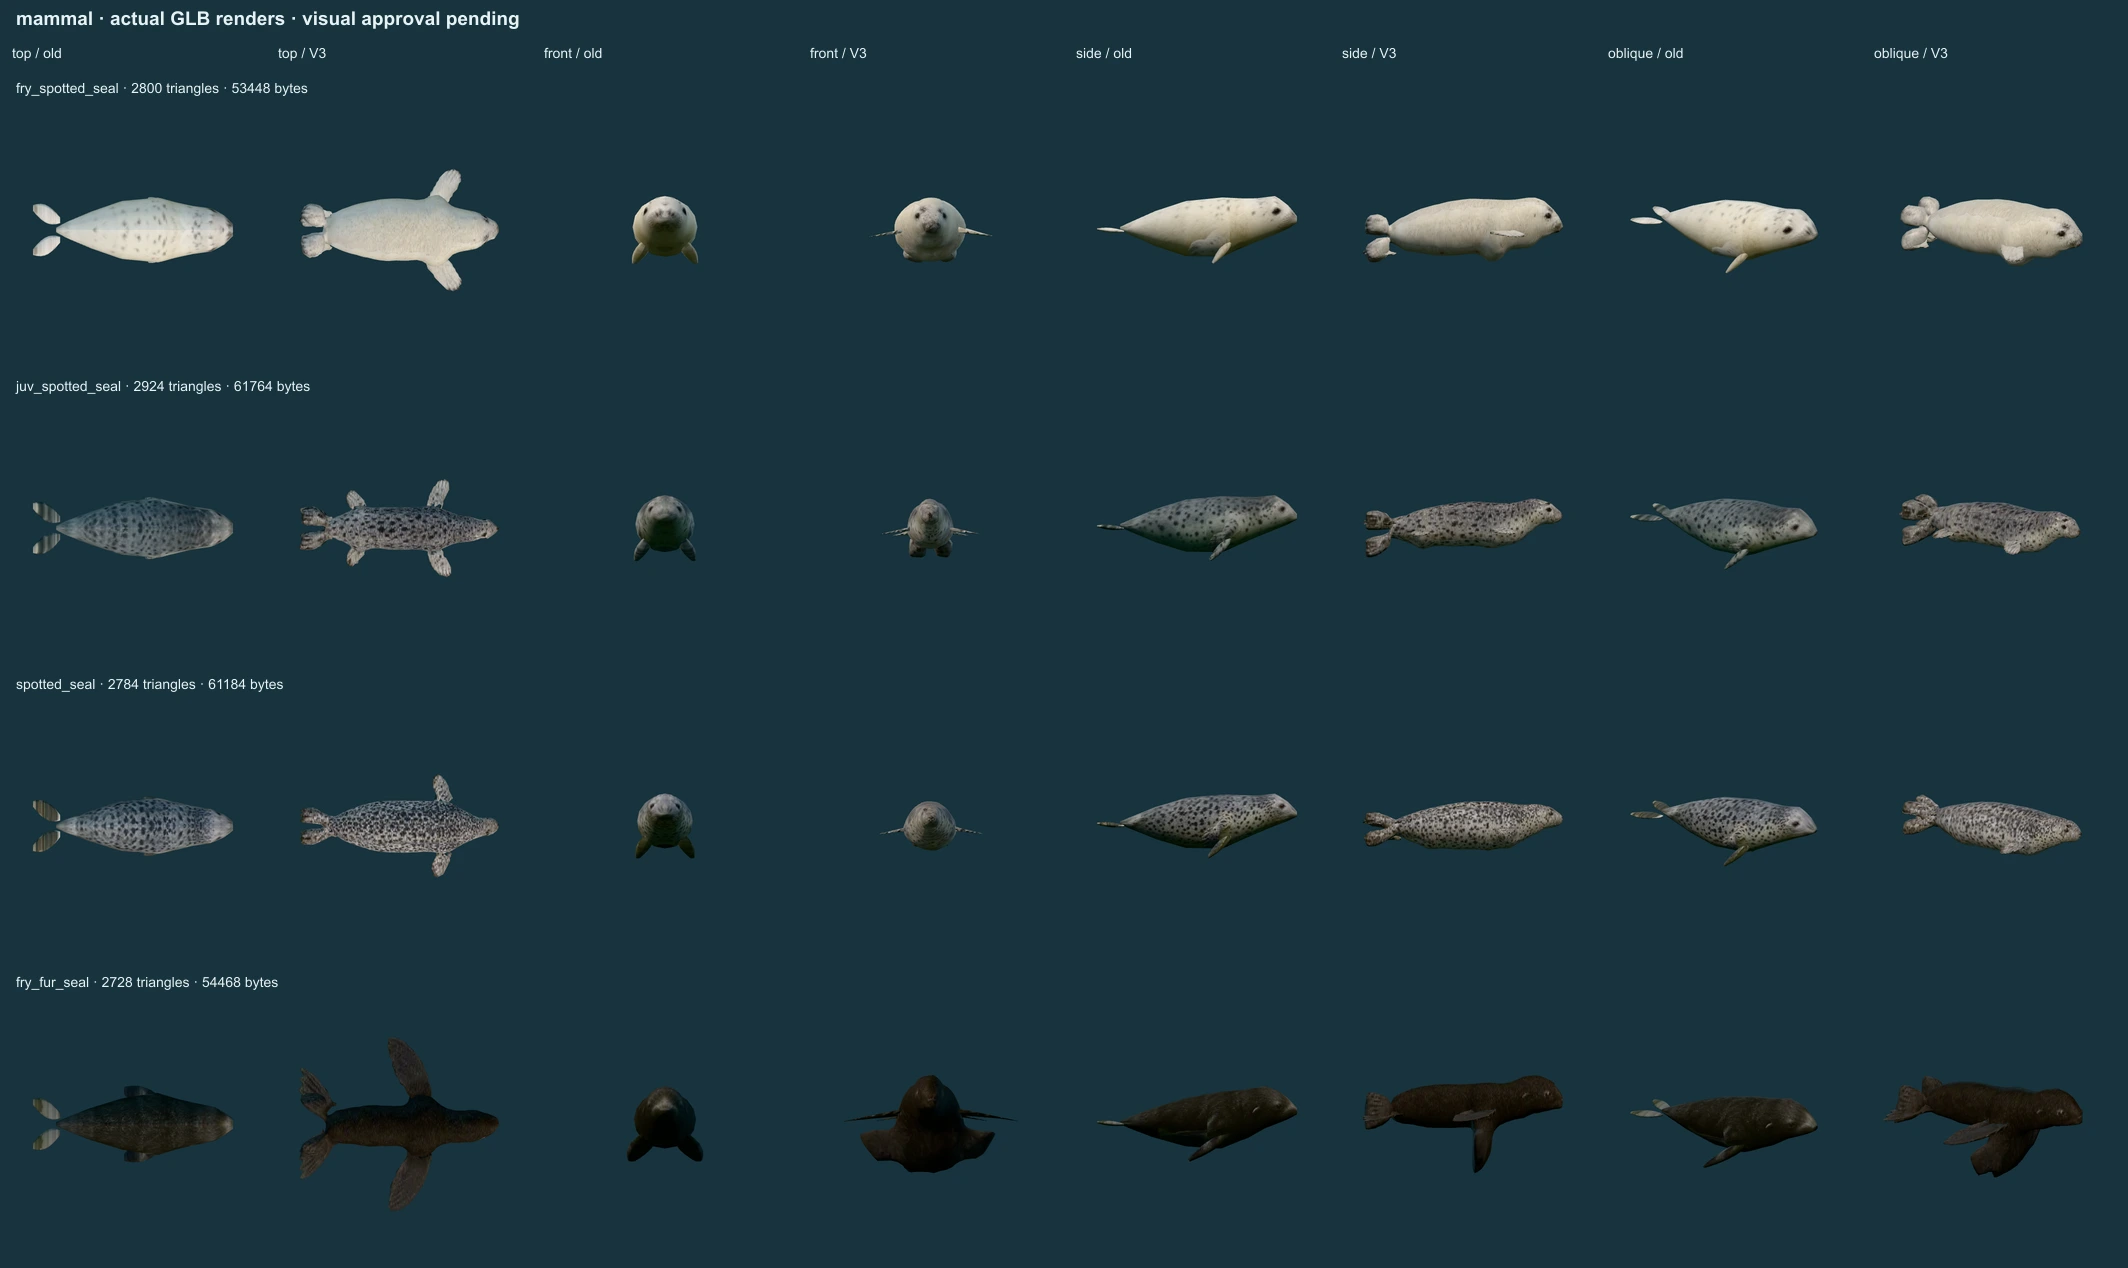 mammal · actual GLB renders · visual approval pending
top / old top / V3 front / old front / V3 side / old side / V3 oblique / old oblique / V3
fry_spotted_seal · 2800 triangles · 53448 bytes
juv_spotted_seal · 2924 triangles · 61764 bytes
spotted_seal · 2784 triangles · 61184 bytes
fry_fur_seal · 2728 triangles · 54468 bytes